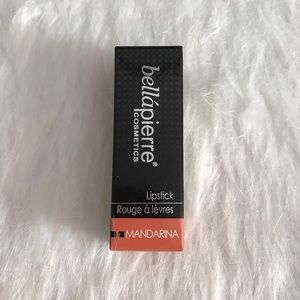 bellápierre®
COSMETICS
Lipstick
Rouge à lèvres
MANDARINA